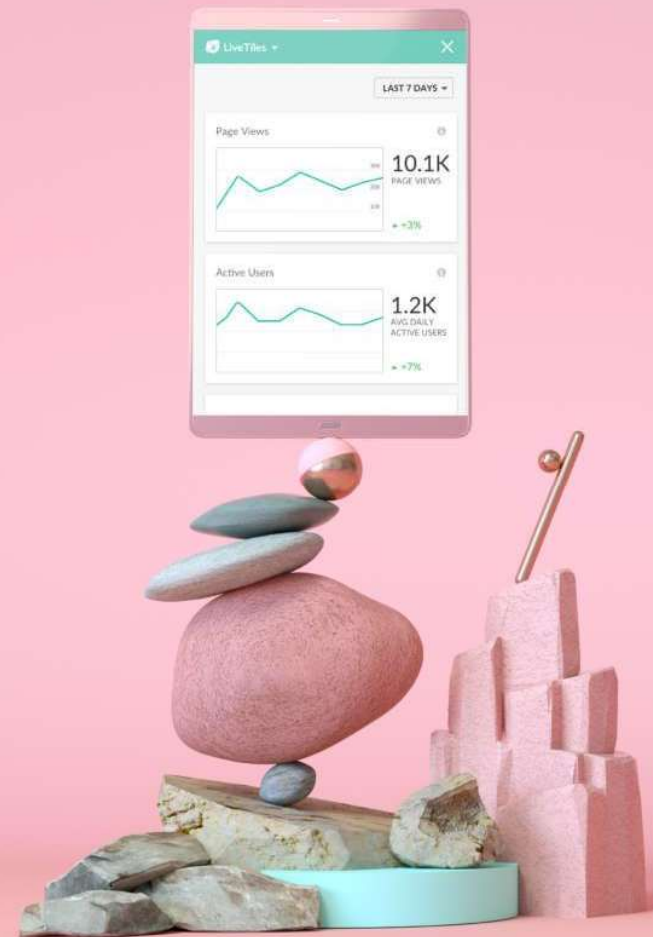 LiveTiles
LAST 7 DAYS
Page Views
10.1K
PAGE VIEWS
+3%
Active Users
1.2K
AVG DAILY
ACTIVE USERS
+7%